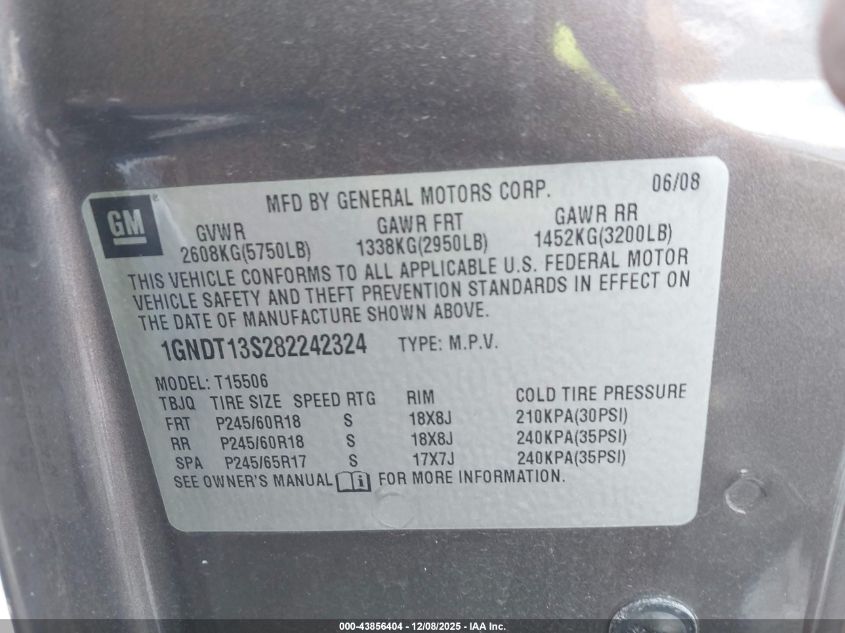 MFD BY GENERAL MOTORS CORP. 06/08
GM®
GVWR GAWR FRT GAWR RR
2608KG(5750LB) 1338KG(2950LB) 1452KG(3200LB)
THIS VEHICLE CONFORMS TO ALL APPLICABLE U.S. FEDERAL MOTOR
VEHICLE SAFETY AND THEFT PREVENTION STANDARDS IN EFFECT ON
THE DATE OF MANUFACTURE SHOWN ABOVE.
1GNDT13S282242324 TYPE: M.P.V.
MODEL: T15506
TBJQ TIRE SIZE SPEED RTG RIM COLD TIRE PRESSURE
FRT P245/60R18 S 18X8J 210KPA(30PSI)
RR P245/60R18 S 18X8J 240KPA(35PSI)
SPA P245/65R17 S 17X7J 240KPA(35PSI)
SEE OWNER'S MANUAL FOR MORE INFORMATION.
000-43856404 - 12/08/2025 - IAA Inc.